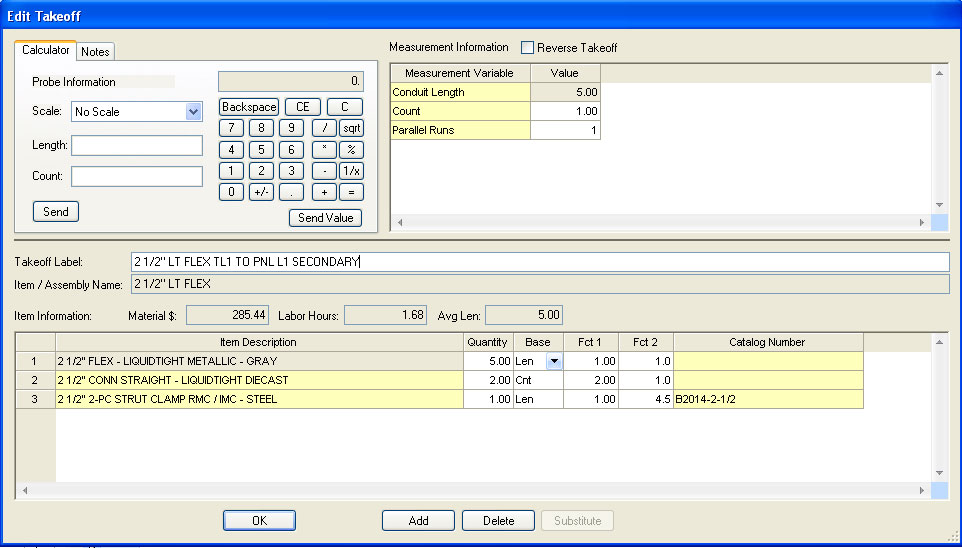 Edit Takeoff
Calculator Notes
Measurement Information Reverse Takeoff
Probe Information 0.
Measurement Variable Value
Conduit Length 5.00
Count 1.00
Parallel Runs 1
Scale: No Scale
Backspace CE C
7 8 9 / sqrt
Length:
4 5 6 * %
Count:
1 2 3 - 1/x
0 +/- . + =
Send Send Value
Takeoff Label: 2 1/2" LT FLEX TL1 TO PNL L1 SECONDARY
Item / Assembly Name: 2 1/2" LT FLEX
Item Information: Material $: 285.44 Labor Hours: 1.68 Avg Len: 5.00
Item Description Quantity Base Fct 1 Fct 2 Catalog Number
1 2 1/2" FLEX - LIQUIDTIGHT METALLIC - GRAY 5.00 Len 1.00 1.0
2 2 1/2" CONN STRAIGHT - LIQUIDTIGHT DIECAST 2.00 Cnt 2.00 1.0
3 2 1/2" 2-PC STRUT CLAMP RMC / IMC - STEEL 1.00 Len 1.00 4.5 B2014-2-1/2
OK Add Delete Substitute